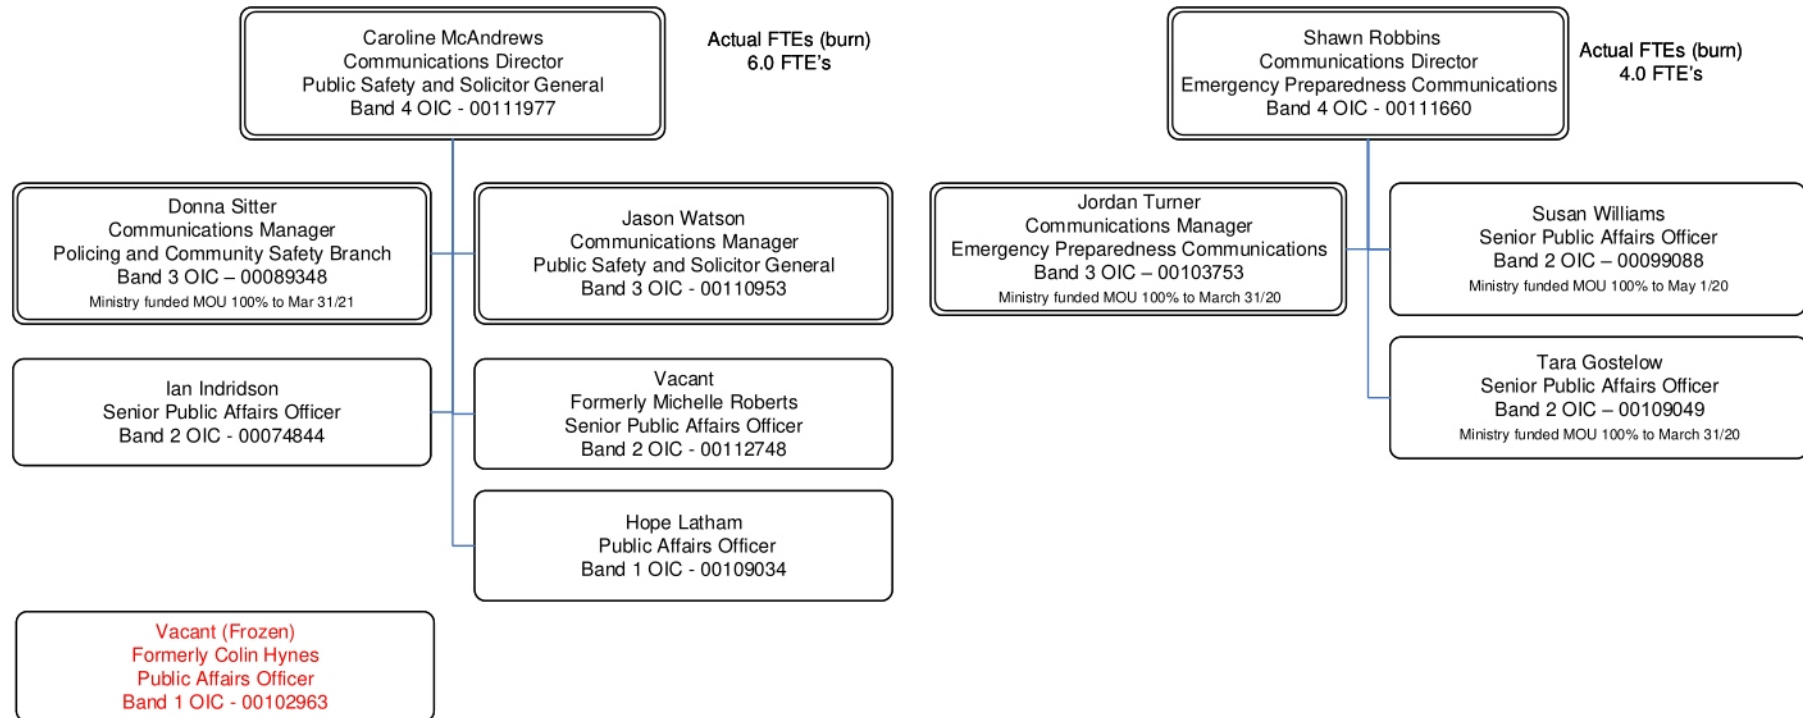 Caroline McAndrews
Communications Director
Public Safety and Solicitor General
Band 4 OIC - 00111977
Actual FTEs (burn)
6.0 FTE's
Shawn Robbins
Communications Director
Emergency Preparedness Communications
Band 4 OIC - 00111660
Actual FTEs (burn)
4.0 FTE's
Donna Sitter
Communications Manager
Policing and Community Safety Branch
Band 3 OIC – 00089348
Ministry funded MOU 100% to Mar 31/21
Jason Watson
Communications Manager
Public Safety and Solicitor General
Band 3 OIC - 00110953
Jordan Turner
Communications Manager
Emergency Preparedness Communications
Band 3 OIC – 00103753
Ministry funded MOU 100% to March 31/20
Susan Williams
Senior Public Affairs Officer
Band 2 OIC – 00099088
Ministry funded MOU 100% to May 1/20
Ian Indridson
Senior Public Affairs Officer
Band 2 OIC - 00074844
Vacant
Formerly Michelle Roberts
Senior Public Affairs Officer
Band 2 OIC - 00112748
Tara Gostelow
Senior Public Affairs Officer
Band 2 OIC – 00109049
Ministry funded MOU 100% to March 31/20
Hope Latham
Public Affairs Officer
Band 1 OIC - 00109034
Vacant (Frozen)
Formerly Colin Hynes
Public Affairs Officer
Band 1 OIC - 00102963